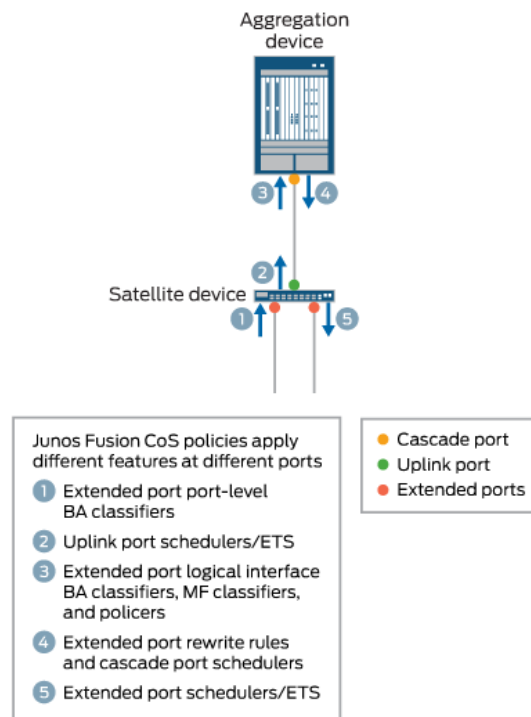 Aggregation
device
3
4
2
Satellite device
1
5
Junos Fusion CoS policies apply
different features at different ports
1 Extended port port-level
BA classifiers
2 Uplink port schedulers/ETS
3 Extended port logical interface
BA classifiers, MF classifiers,
and policers
4 Extended port rewrite rules
and cascade port schedulers
5 Extended port schedulers/ETS
Cascade port
Uplink port
Extended ports